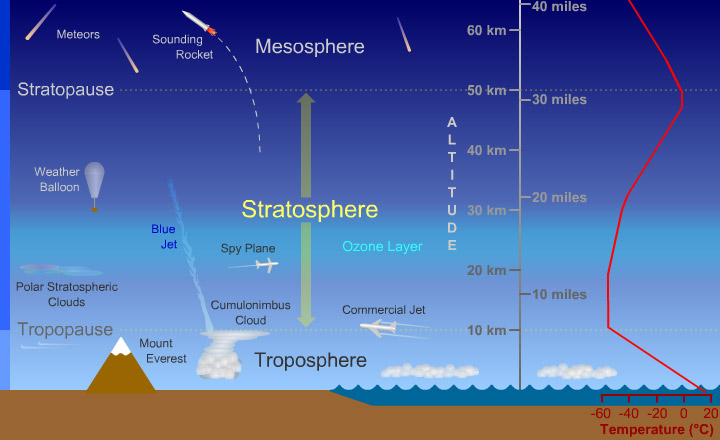 40 miles
Meteors
Sounding
Rocket
Mesosphere
60 km
Stratopause
50 km
30 miles
ALTITUDE
40 km
Weather
Balloon
20 miles
Stratosphere
30 km
Blue
Jet
Spy Plane
Ozone Layer
20 km
Polar Stratospheric
Clouds
10 miles
Cumulonimbus
Cloud
Commercial Jet
Tropopause
10 km
Mount
Everest
Troposphere
-60 -40 -20 0 20
Temperature (°C)